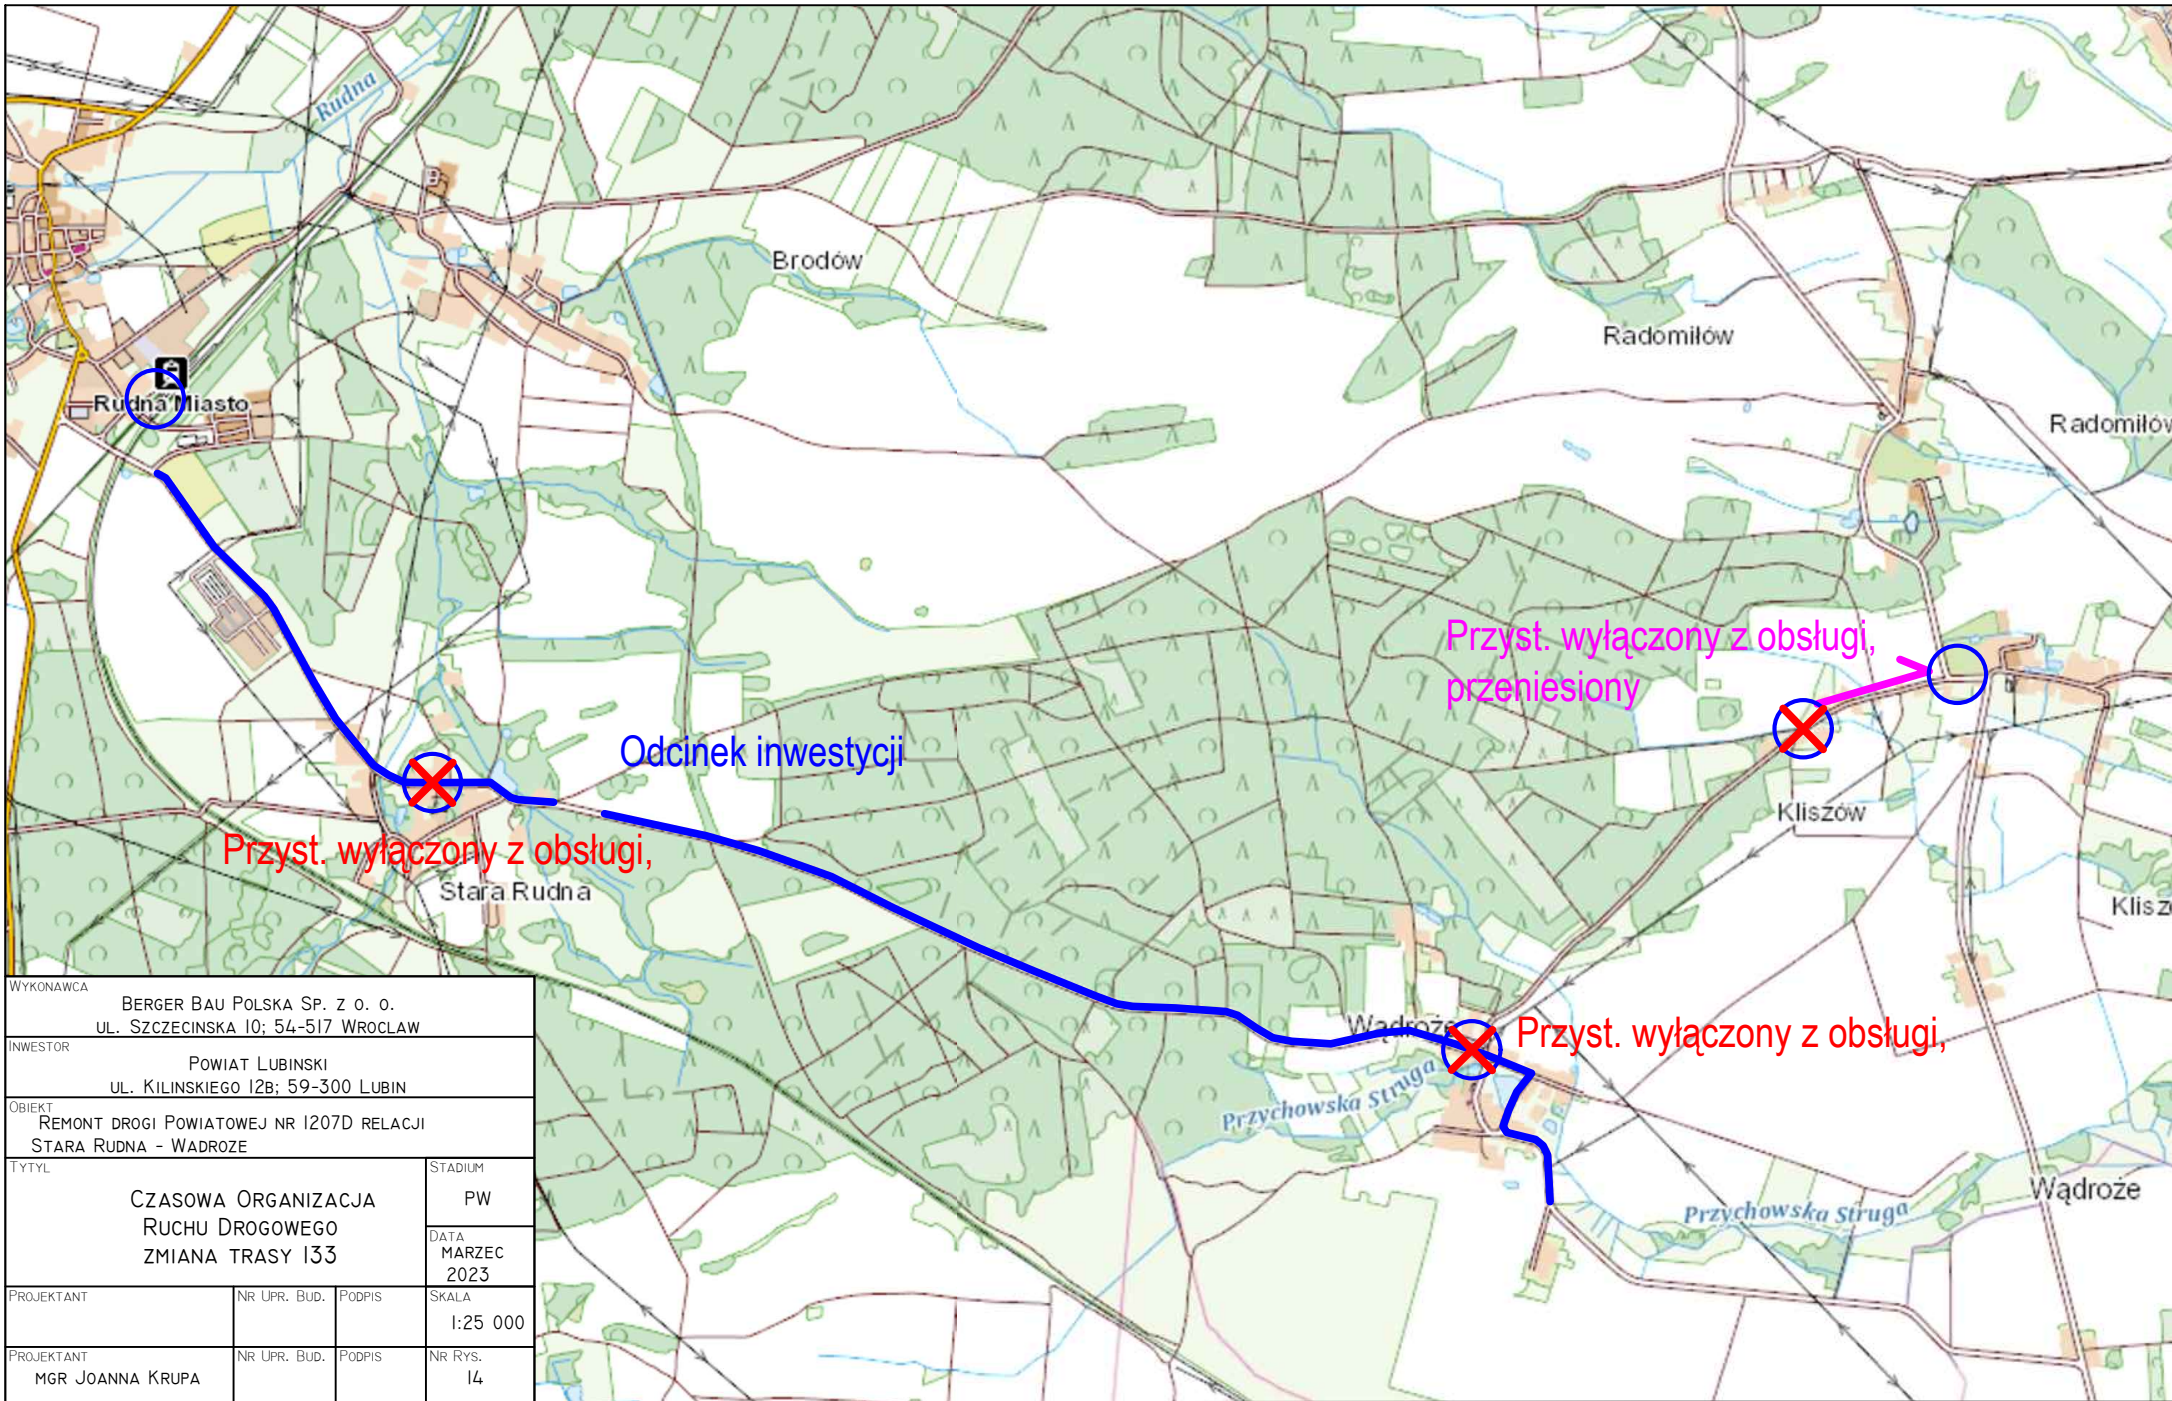 Rudna
Brodów
Radomiłów
Rudna Miasto
Radomiłów
Przyst. wyłączony z obsługi,
przeniesiony
Odcinek inwestycji
Kliszów
Przyst. wyłączony z obsługi,
Stara Rudna
Klisz
Wądroże
Przyst. wyłączony z obsługi,
Przychowska Struga
Wądroże
Przychowska Struga
WYKONAWCA
BERGER BAU POLSKA SP. Z O. O.
UL. SZCZECINSKA 10; 54-517 WROCLAW
INWESTOR
POWIAT LUBINSKI
UL. KILINSKIEGO 12B; 59-300 LUBIN
OBIEKT
REMONT DROGI POWIATOWEJ NR 1207D RELACJI
STARA RUDNA - WADROZE
TYTYL
CZASOWA ORGANIZACJA
RUCHU DROGOWEGO
ZMIANA TRASY 133
STADIUM
PW
DATA
MARZEC
2023
PROJEKTANT NR UPR. BUD. PODPIS SKALA
1:25 000
PROJEKTANT NR UPR. BUD. PODPIS NR RYS.
MGR JOANNA KRUPA 14